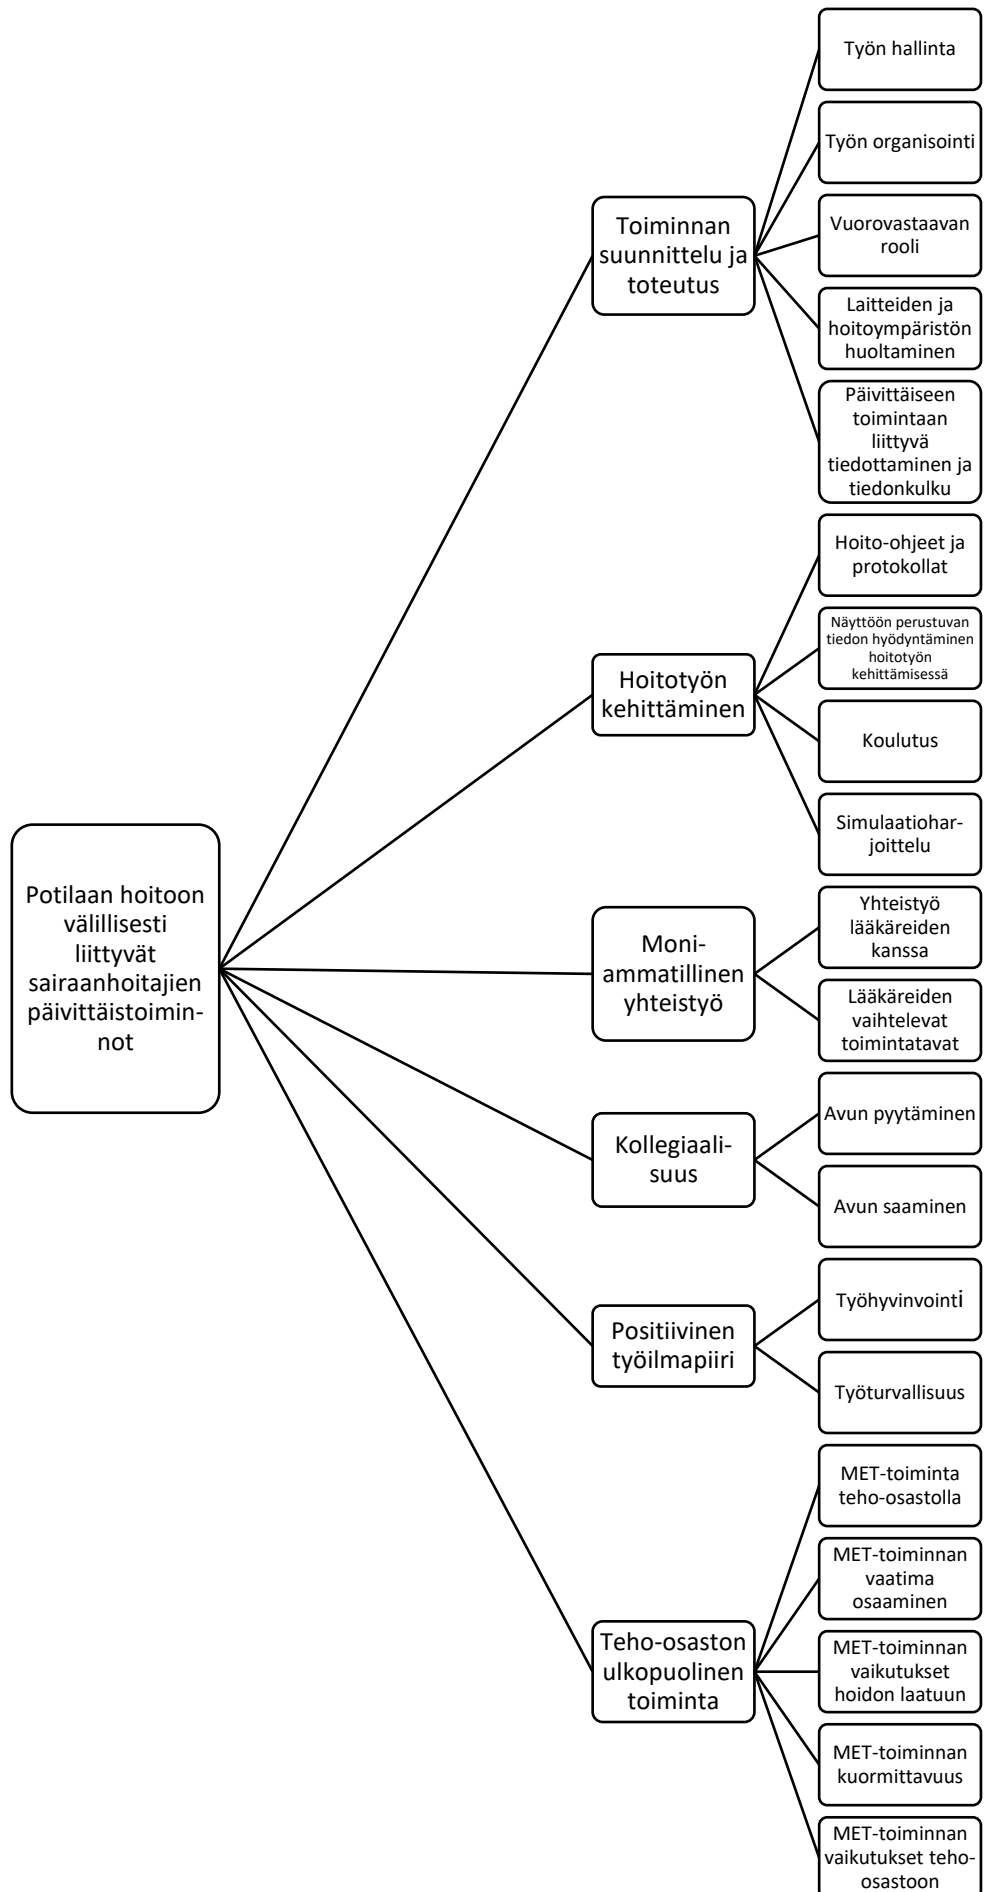 Potilaan hoitoon
välillisesti
liittyvät
sairaanhoitajien
päivittäistoimin-
not
Toiminnan
suunnittelu ja
toteutus
Työn hallinta
Työn organisointi
Vuorovastaavan
rooli
Laitteiden ja
hoitoympäristön
huoltaminen
Päivittäiseen
toimintaan
liittyvä
tiedottaminen ja
tiedonkulku
Hoitotyön
kehittäminen
Hoito-ohjeet ja
protokollat
Näyttöön perustuvan
tiedon hyödyntäminen
hoitotyön
kehittämisessä
Koulutus
Simulaatiohar-
joittelu
Moni-
ammatillinen
yhteistyö
Yhteistyö
lääkäreiden
kanssa
Lääkäreiden
vaihtelevat
toimintatavat
Kollegiaali-
suus
Avun pyytäminen
Avun saaminen
Positiivinen
työilmapiiri
Työhyvinvointi
Työturvallisuus
Teho-osaston
ulkopuolinen
toiminta
MET-toiminta
teho-osastolla
MET-toiminnan
vaatima
osaaminen
MET-toiminnan
vaikutukset
hoidon laatuun
MET-toiminnan
kuormittavuus
MET-toiminnan
vaikutukset teho-
osastoon